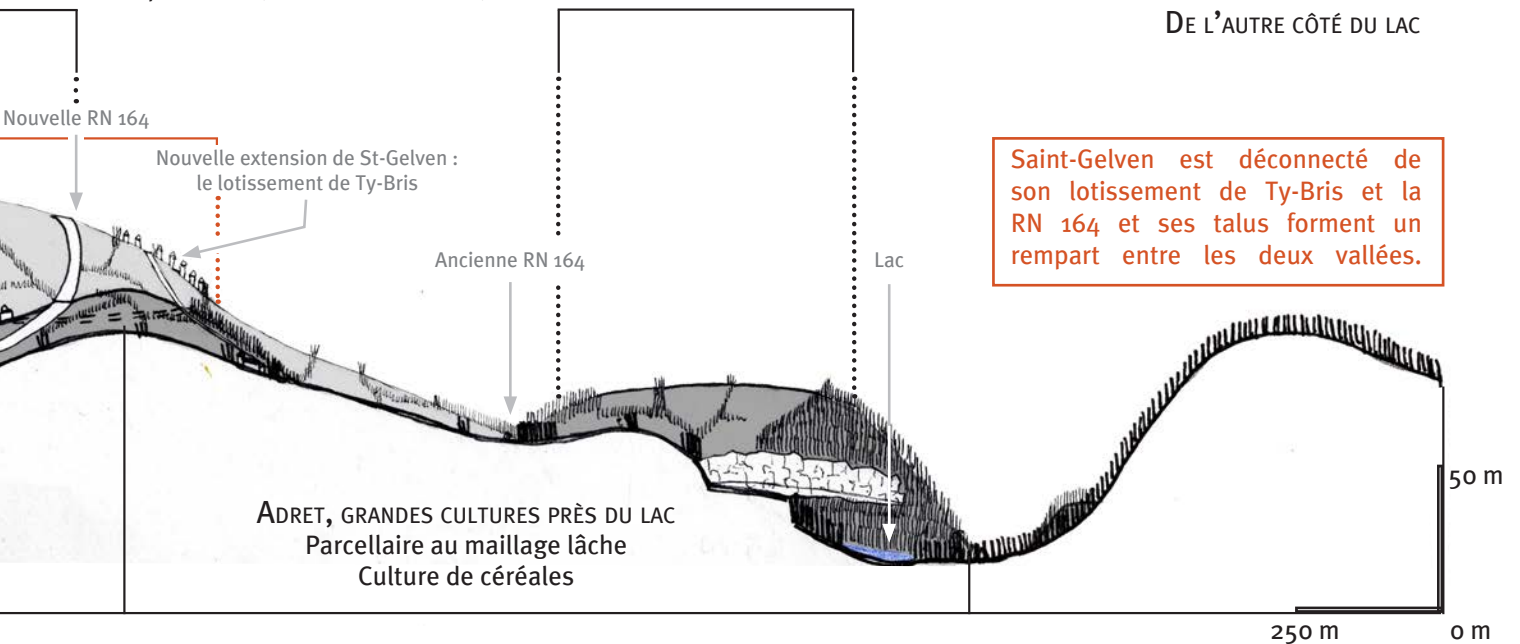 DE L'AUTRE CÔTÉ DU LAC
Nouvelle RN 164
Nouvelle extension de St-Gelven :
le lotissement de Ty-Bris
Saint-Gelven est déconnecté de
son lotissement de Ty-Bris et la
RN 164 et ses talus forment un
rempart entre les deux vallées.
Ancienne RN 164
Lac
50 m
ADRET, GRANDES CULTURES PRÈS DU LAC
Parcellaire au maillage lâche
Culture de céréales
250 m
0 m